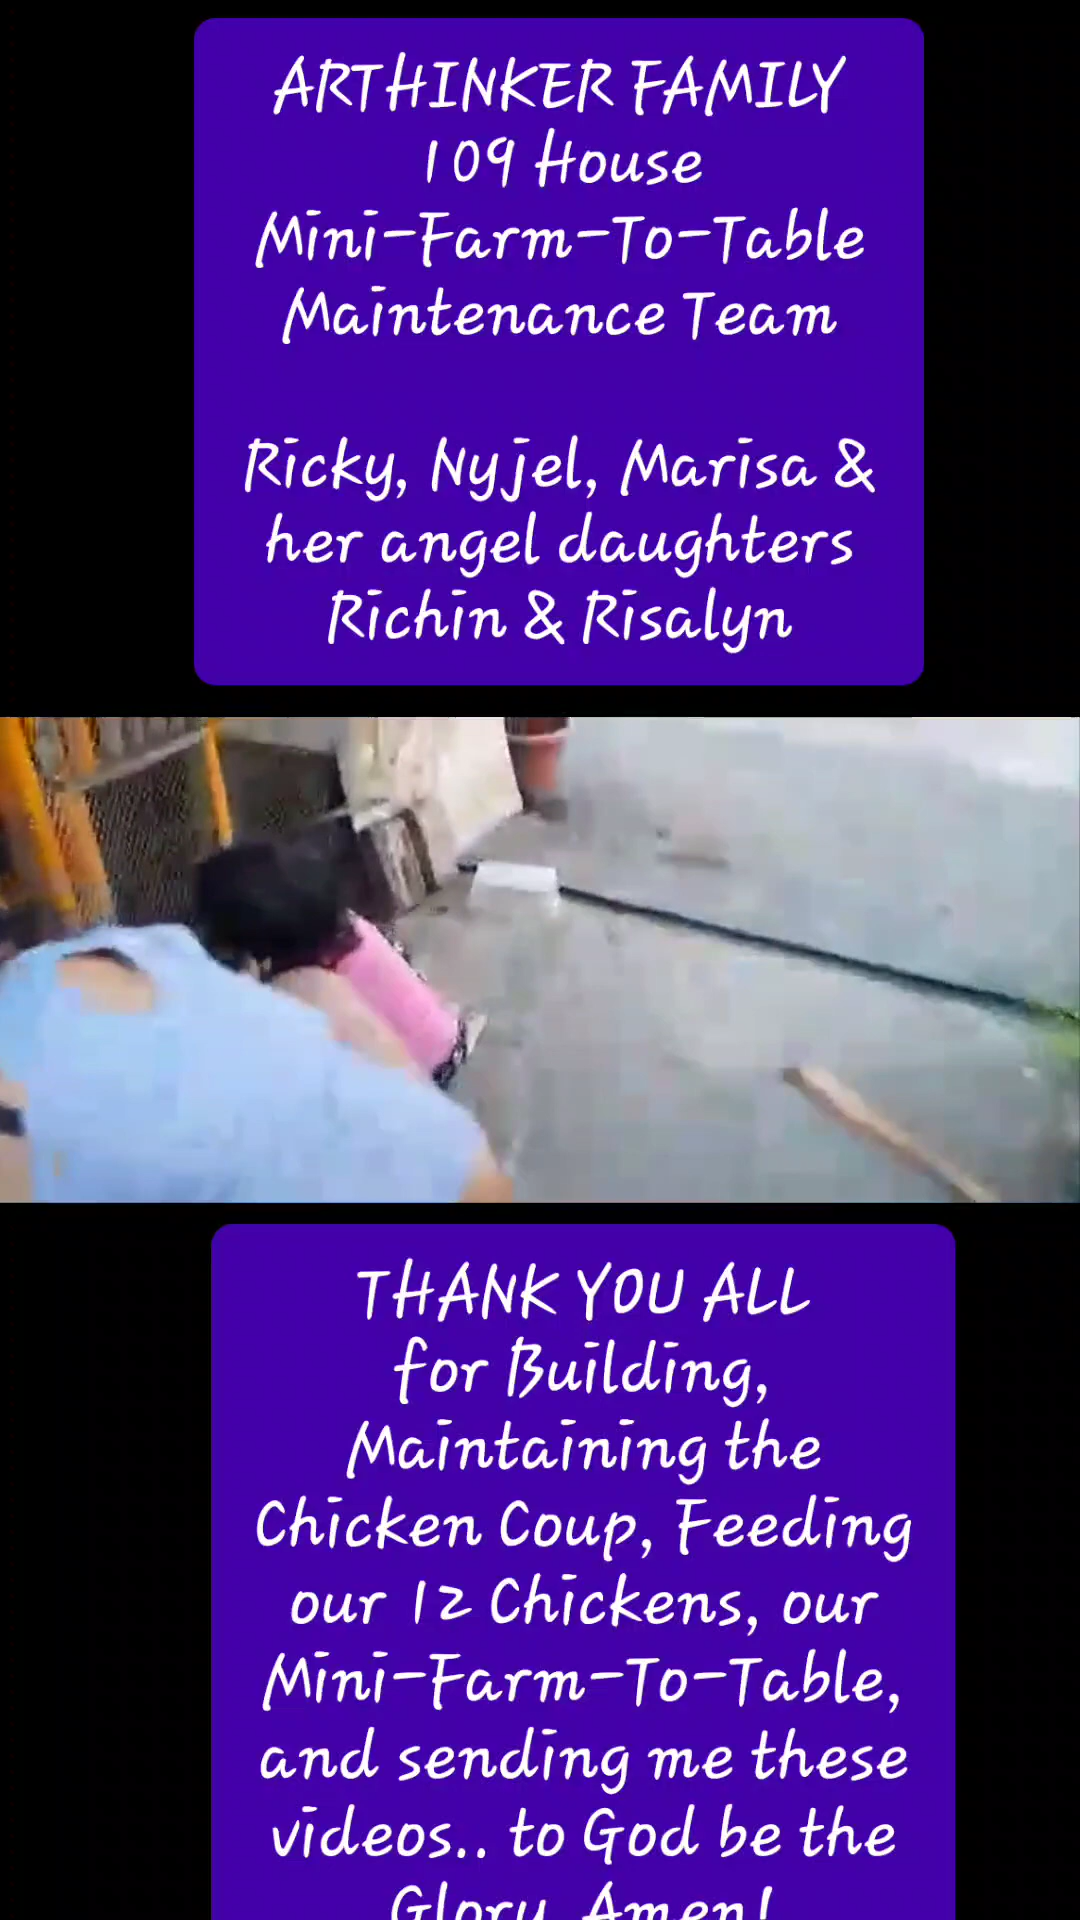 ARTHINKER FAMILY
109 House
Mini-Farm-To-Table
Maintenance Team
Ricky, Nyjel, Marisa &
her angel daughters
Richin & Risalyn
THANK YOU ALL
for Building,
Maintaining the
Chicken Coup, Feeding
our 12 Chickens, our
Mini-Farm-To-Table,
and sending me these
videos.. to God be the
Glory, Amen!